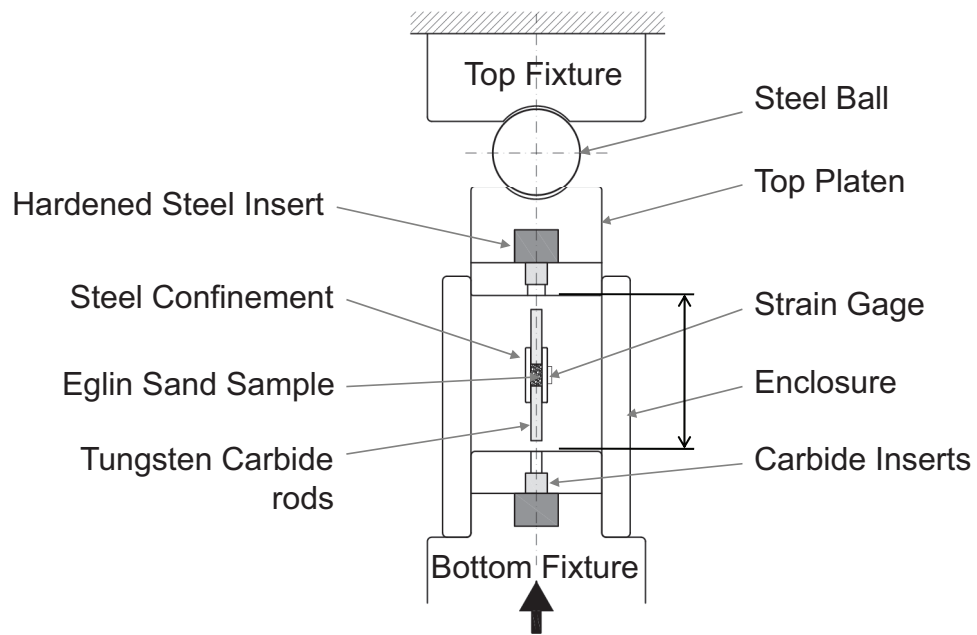 Top Fixture
Steel Ball
Top Platen
Hardened Steel Insert
Steel Confinement
Strain Gage
Eglin Sand Sample
Enclosure
Tungsten Carbide
rods
Carbide Inserts
Bottom Fixture